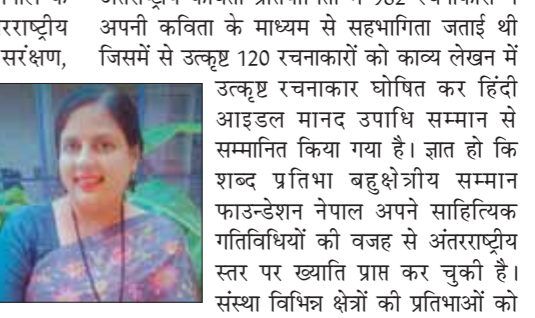 रराष्ट्रीय
सरंक्षण,
अपनी कविता के माध्यम से सहभागिता जताई थी
जिसमें से उत्कृष्ट 120 रचनाकारों को काव्य लेखन में
उत्कृष्ट रचनाकार घोषित कर हिंदी
आइडल मानद उपाधि सम्मान से
सम्मानित किया गया है। ज्ञात हो कि
शब्द प्रतिभा बहुक्षेत्रीय सम्मान
फाउन्डेशन नेपाल अपने साहित्यिक
गतिविधियों की वजह से अंतरराष्ट्रीय
स्तर पर ख्याति प्राप्त कर चुकी है।
संस्था विभिन्न क्षेत्रों की प्रतिभाओं को